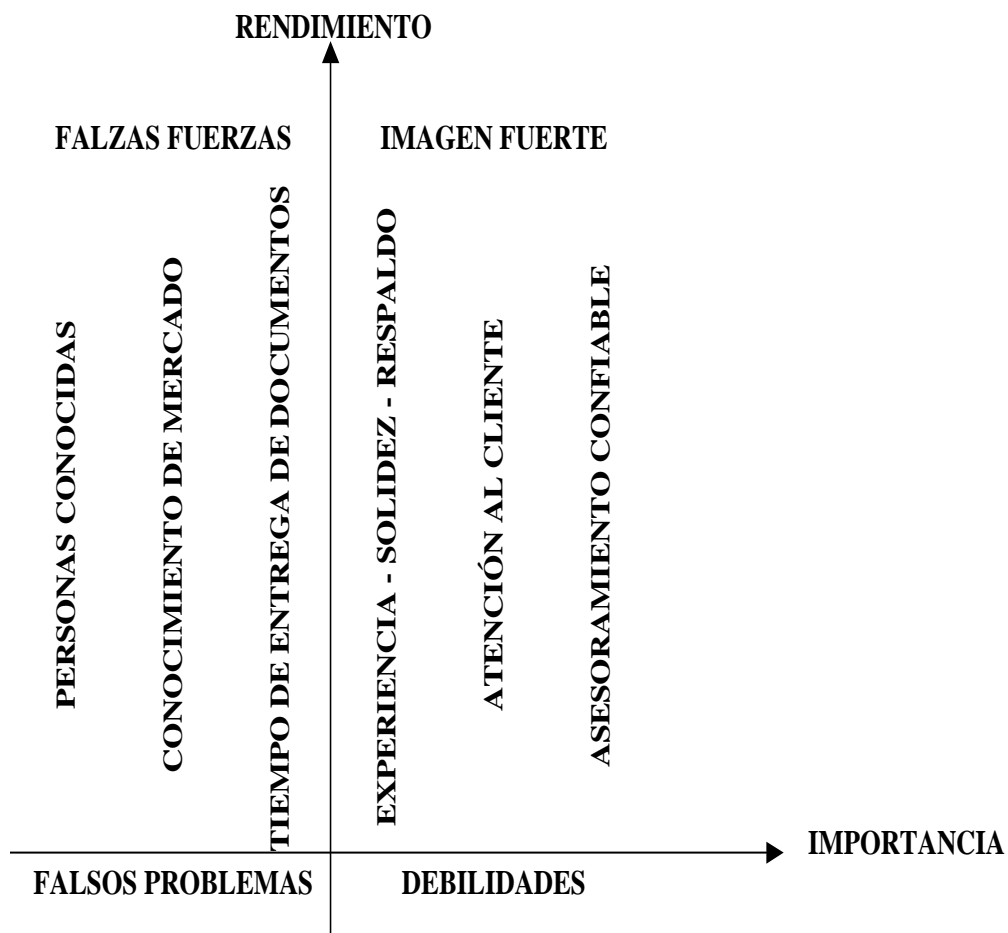 RENDIMIENTO
FALZAS FUERZAS
IMAGEN FUERTE
PERSONAS CONOCIDAS
CONOCIMIENTO DE MERCADO
TIEMPO DE ENTREGA DE DOCUMENTOS
EXPERIENCIA - SOLIDEZ - RESPALDO
ATENCIÓN AL CLIENTE
ASESORAMIENTO CONFIABLE
IMPORTANCIA
FALSOS PROBLEMAS
DEBILIDADES